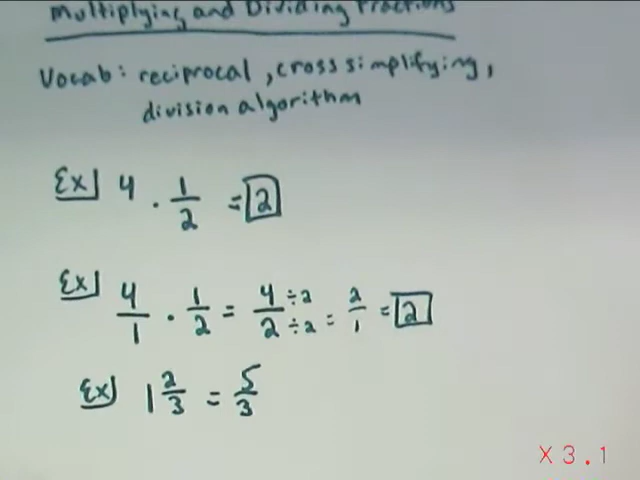 Multiplying and Dividing Fractions
Vocab: reciprocal, cross simplifying,
division algorithm
Ex] 4 · 1/2 = 2
Ex] 4/1 · 1/2 = 4÷2/2÷2 = 2/1 = 2
Ex] 1 2/3 = 5/3
X3.1